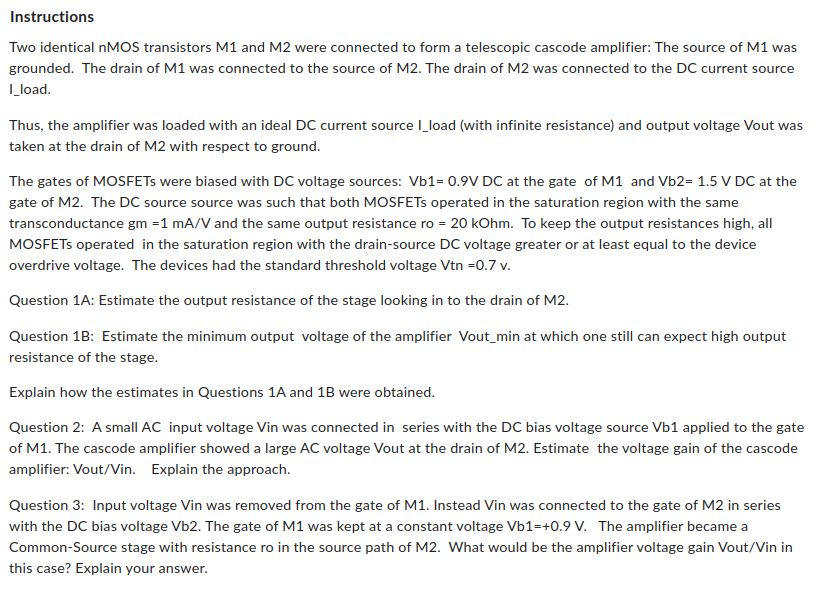 Instructions
Two identical nMOS transistors M1 and M2 were connected to form a telescopic cascode amplifier: The source of M1 was
grounded.  The drain of M1 was connected to the source of M2. The drain of M2 was connected to the DC current source
I_load.
Thus, the amplifier was loaded with an ideal DC current source I_load (with infinite resistance) and output voltage Vout was
taken at the drain of M2 with respect to ground.
The gates of MOSFETs were biased with DC voltage sources:  Vb1= 0.9V DC at the gate  of M1  and Vb2= 1.5 V DC at the
gate of M2.  The DC source source was such that both MOSFETs operated in the saturation region with the same
transconductance gm =1 mA/V and the same output resistance ro = 20 kOhm.  To keep the output resistances high, all
MOSFETs operated  in the saturation region with the drain-source DC voltage greater or at least equal to the device
overdrive voltage.  The devices had the standard threshold voltage Vtn =0.7 v.
Question 1A: Estimate the output resistance of the stage looking in to the drain of M2.
Question 1B:  Estimate the minimum output  voltage of the amplifier  Vout_min at which one still can expect high output
resistance of the stage.
Explain how the estimates in Questions 1A and 1B were obtained.
Question 2:  A small AC  input voltage Vin was connected in  series with the DC bias voltage source Vb1 applied to the gate
of M1. The cascode amplifier showed a large AC voltage Vout at the drain of M2. Estimate  the voltage gain of the cascode
amplifier: Vout/Vin.    Explain the approach.
Question 3:  Input voltage Vin was removed from the gate of M1. Instead Vin was connected to the gate of M2 in series
with the DC bias voltage Vb2. The gate of M1 was kept at a constant voltage Vb1=+0.9 V.   The amplifier became a
Common-Source stage with resistance ro in the source path of M2.  What would be the amplifier voltage gain Vout/Vin in
this case? Explain your answer.